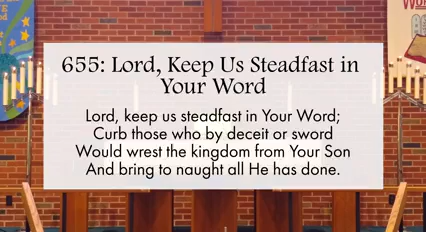 655: Lord, Keep Us Steadfast in
Your Word
Lord, keep us steadfast in Your Word;
Curb those who by deceit or sword
Would wrest the kingdom from Your Son
And bring to naught all He has done.